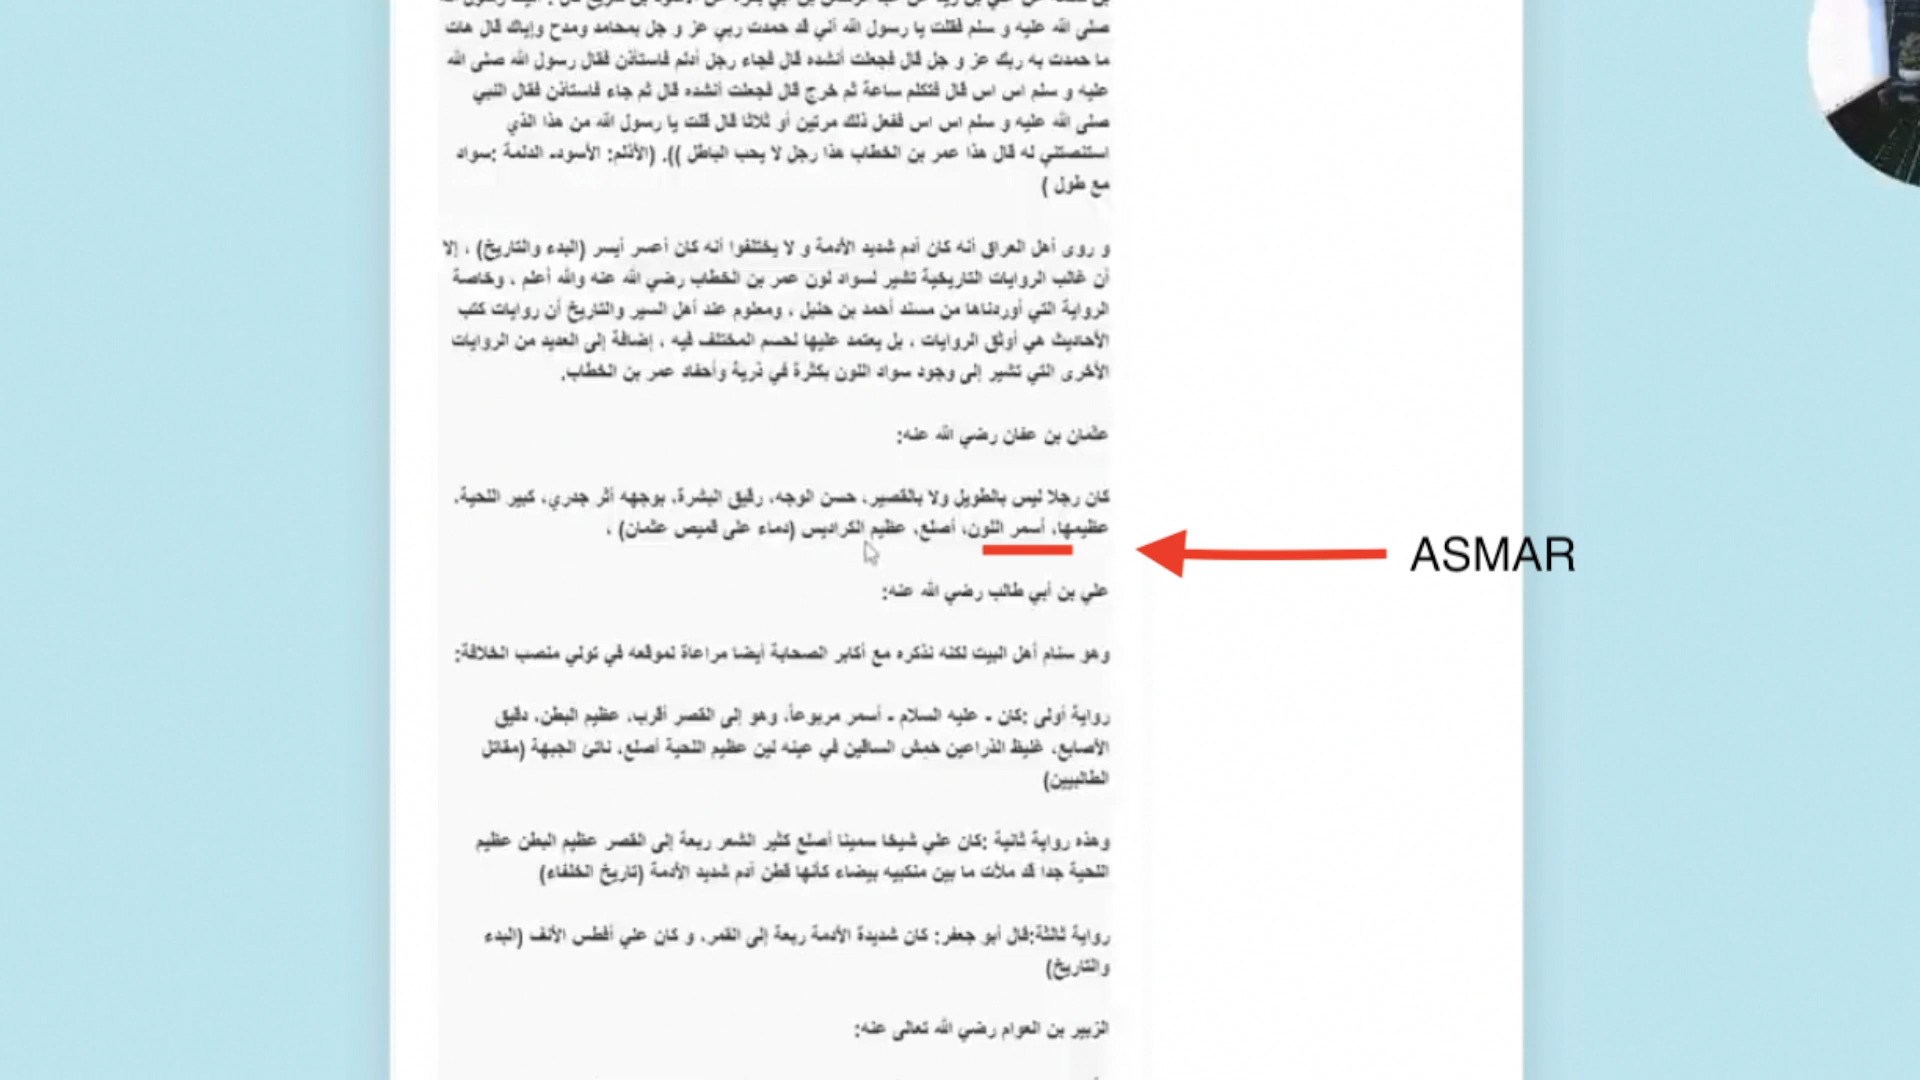 صلى الله عليه و سلم فقلت يا رسول الله أني قد حمدت ربي عز و جل بمحامد ومدح وإياك قال هات
ما حمدت به ربك عز و جل قال فجعلت أنشده قال فجاء رجل أدلم فاستأذن فقال رسول الله صلى الله
عليه و سلم اس اس قال فتكلم ساعة ثم خرج قال فجعلت أنشده قال ثم جاء فاستأذن فقال النبي
صلى الله عليه و سلم اس اس ففعل ذلك مرتين أو ثلاثا قال قلت يا رسول الله من هذا الذي
استنصتني له قال هذا عمر بن الخطاب هذا رجل لا يحب الباطل )). (الأدلم: الأسود- الدلمة :سواد
مع طول )
و روى أهل العراق أنه كان أدم شديد الأدمة و لا يختلفوا أنه كان أعسر أيسر (البدء والتاريخ) ، إلا
أن غالب الروايات التاريخية تشير لسواد لون عمر بن الخطاب رضي الله عنه والله أعلم ، وخاصة
الرواية التي أوردناها من مسند أحمد بن حنبل ، ومعلوم عند أهل السير والتاريخ أن روايات كتب
الأحاديث هي أوثق الروايات ، بل يعتمد عليها لحسم المختلف فيه ، إضافة إلى العديد من الروايات
الأخرى التي تشير إلى وجود سواد اللون بكثرة في ذرية وأحفاد عمر بن الخطاب.
عثمان بن عفان رضي الله عنه:
كان رجلا ليس بالطويل ولا بالقصير، حسن الوجه، رقيق البشرة، بوجهه أثر جدري، كبير اللحية،
عظيمها، أسمر اللون، أصلع، عظيم الكراديس (دماء على قميص عثمان) ،
ASMAR
علي بن أبي طالب رضي الله عنه:
وهو سنام أهل البيت لكنه نذكره مع أكابر الصحابة أيضا مراعاة لموقعه في تولي منصب الخلافة:
رواية أولى :كان - عليه السلام - أسمر مربوعاً، وهو إلى القصر أقرب، عظيم البطن، دقيق
الأصابع، غليظ الذراعين حمش الساقين في عينه لين عظيم اللحية أصلع، ناتئ الجبهة (مقاتل
الطالبيين)
وهذه رواية ثانية :كان علي شيخا سمينا أصلع كثير الشعر ربعة إلى القصر عظيم البطن عظيم
اللحية جدا قد ملأت ما بين منكبيه بيضاء كأنها قطن آدم شديد الأدمة (تاريخ الخلفاء)
رواية ثالثة:قال أبو جعفر: كان شديدة الأدمة ربعة إلى القمر، و كان علي أفطس الأنف (البدء
والتاريخ)
الزبير بن العوام رضي الله تعالى عنه: